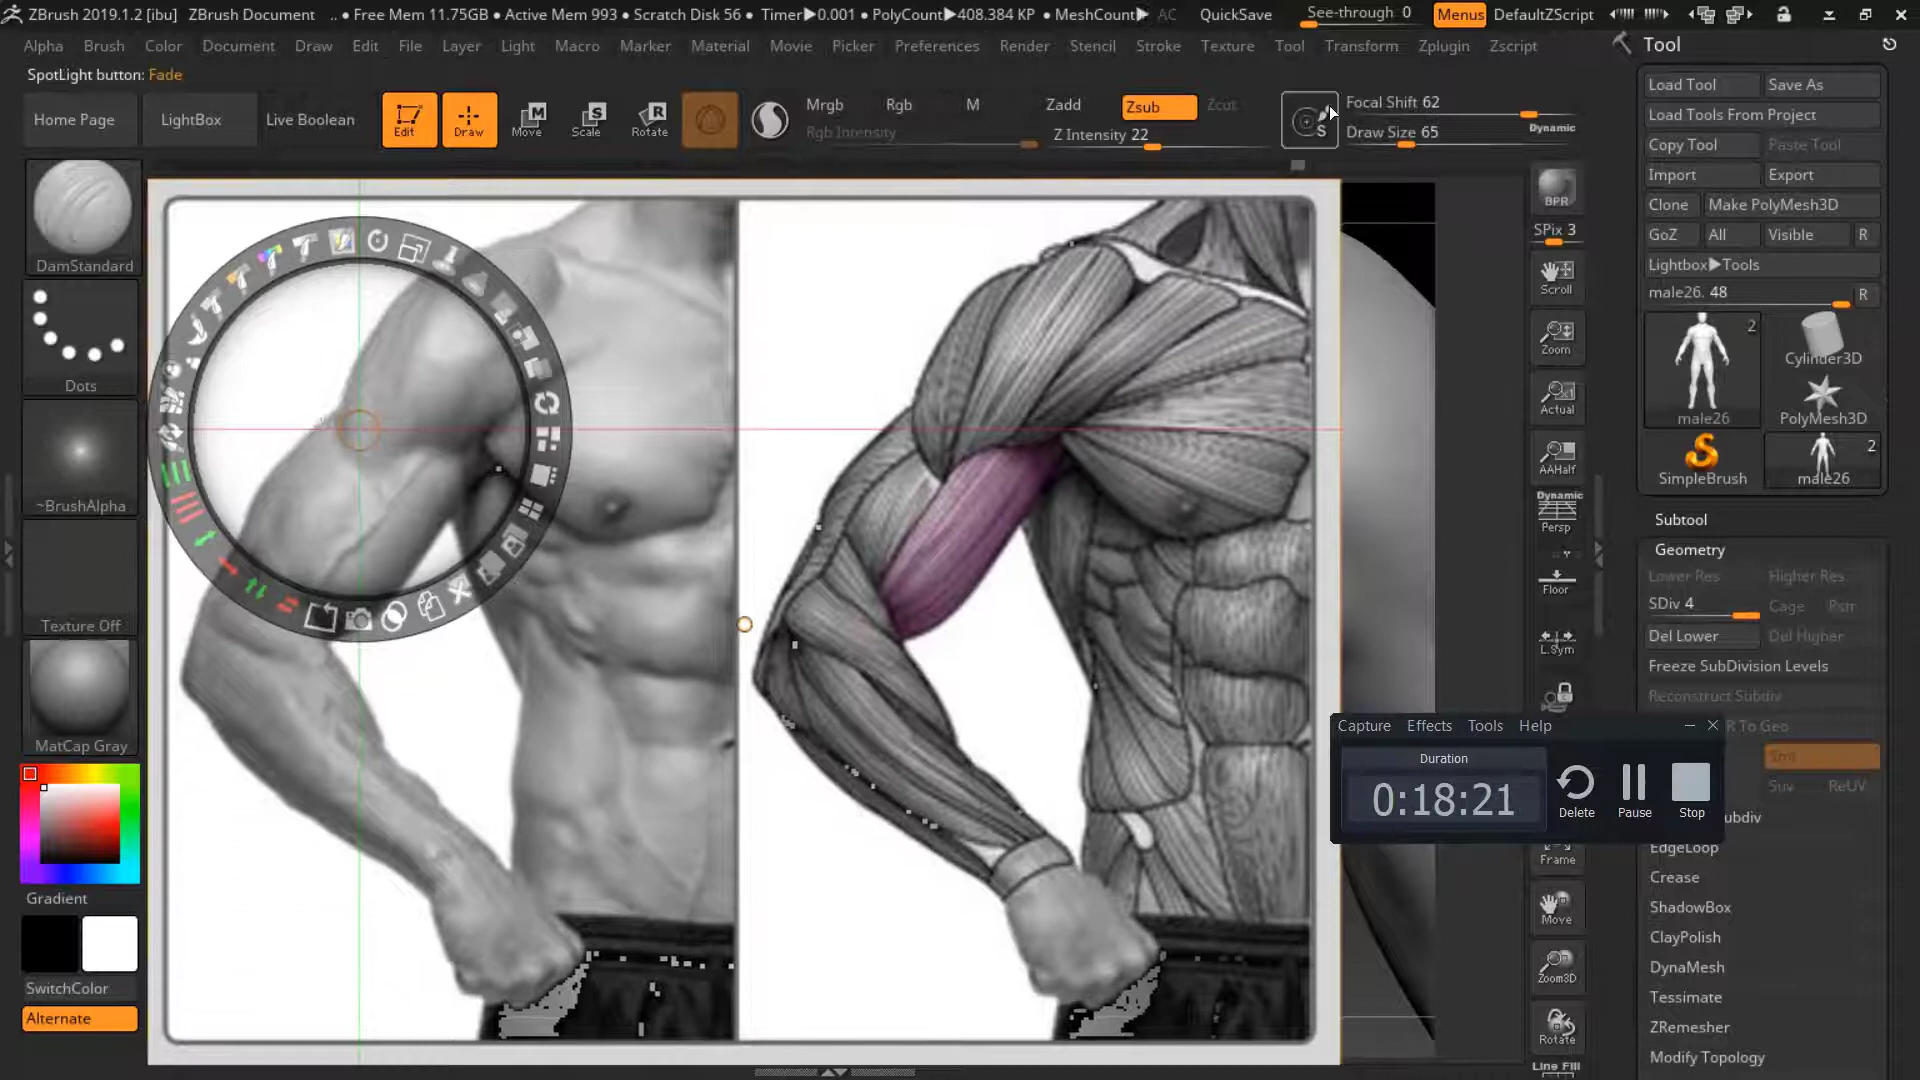 ZBrush 2019.1.2 [ibu] ZBrush Document .. ● Free Mem 11.75GB ● Active Mem 993 ● Scratch Disk 56 ● Timer▶0.001 ● PolyCount▶408.384 KP ● MeshCount▶ AC QuickSave See-through 0 Menus DefaultZScript
Alpha Brush Color Document Draw Edit File Layer Light Macro Marker Material Movie Picker Preferences Render Stencil Stroke Texture Tool Transform Zplugin Zscript
SpotLight button: Fade
Home Page LightBox Live Boolean Edit Draw Move Scale Rotate
M S R
Mrgb Rgb M
Rgb Intensity
Zadd Zsub Zcut
Z Intensity 22
S
Focal Shift 62
Draw Size 65 Dynamic
DamStandard
Dots
~BrushAlpha
Texture Off
MatCap Gray
Gradient
SwitchColor
Alternate
BPR
SPix 3
Scroll
Zoom
Actual
AAHalf
Dynamic
Persp
Floor
L.Sym
Frame
Move
Zoom3D
Rotate
Line Fill
Tool
Load Tool Save As
Load Tools From Project
Copy Tool Paste Tool
Import Export
Clone Make PolyMesh3D
GoZ All Visible R
Lightbox▶Tools
male26. 48 R
2
Cylinder3D
male26 PolyMesh3D
2
SimpleBrush male26
Subtool
Geometry
Lower Res Higher Res
SDiv 4 Cage Rstr
Del Lower Del Higher
Freeze SubDivision Levels
Reconstruct Subdiv
R To Geo
Smt
Suv ReUV
ubdiv
EdgeLoop
Crease
ShadowBox
ClayPolish
DynaMesh
Tessimate
ZRemesher
Modify Topology
Capture Effects Tools Help
Duration
0:18:21
Delete Pause Stop